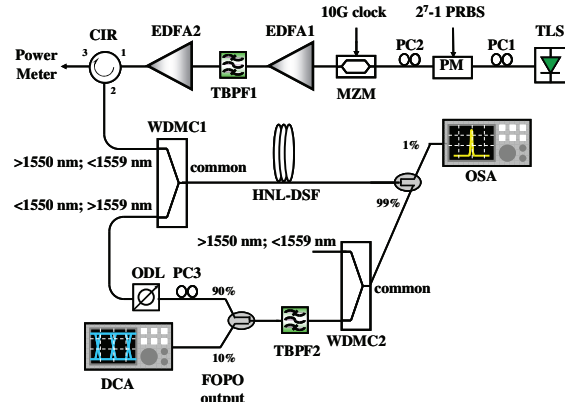 10G clock
2⁷-1 PRBS
CIR
EDFA2
EDFA1
PC2
PC1
TLS
Power
Meter
3
1
2
TBPF1
MZM
PM
WDMC1
>1550 nm; <1559 nm
common
1%
OSA
HNL-DSF
99%
<1550 nm; >1559 nm
>1550 nm; <1559 nm
ODL
PC3
90%
common
TBPF2
WDMC2
10%
DCA
FOPO
output